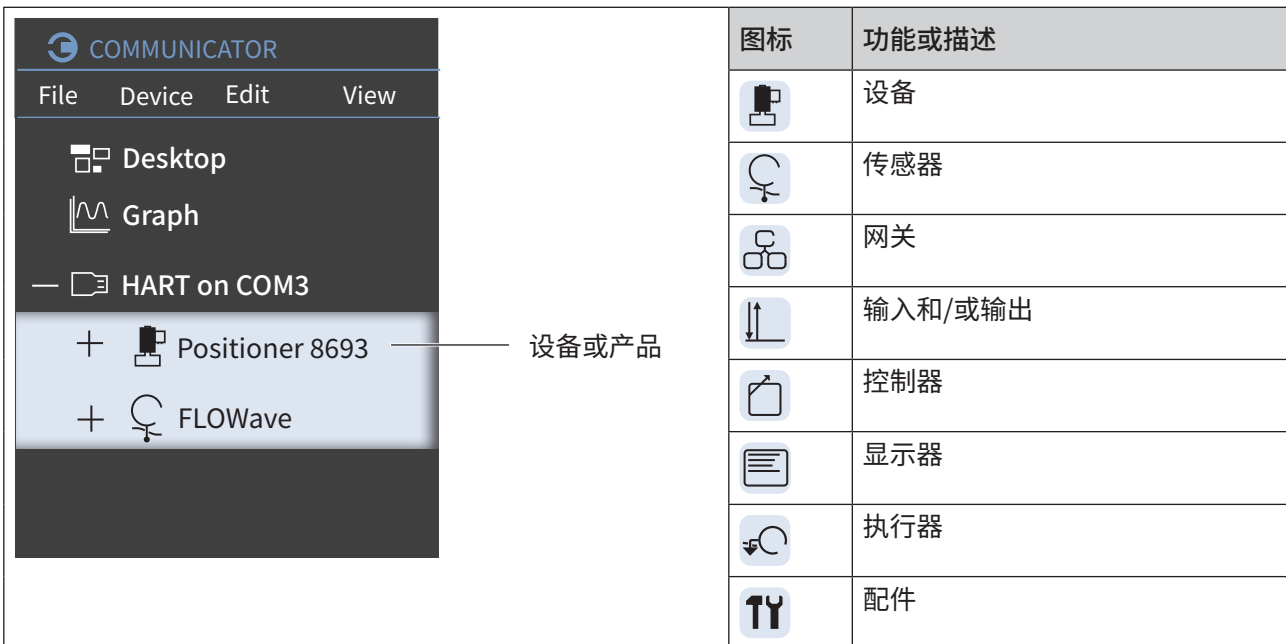 COMMUNICATOR
File Device Edit View
Desktop
Graph
HART on COM3
Positioner 8693
设备或产品
FLOWave
图标 功能或描述
设备
传感器
网关
输入和/或输出
控制器
显示器
执行器
配件